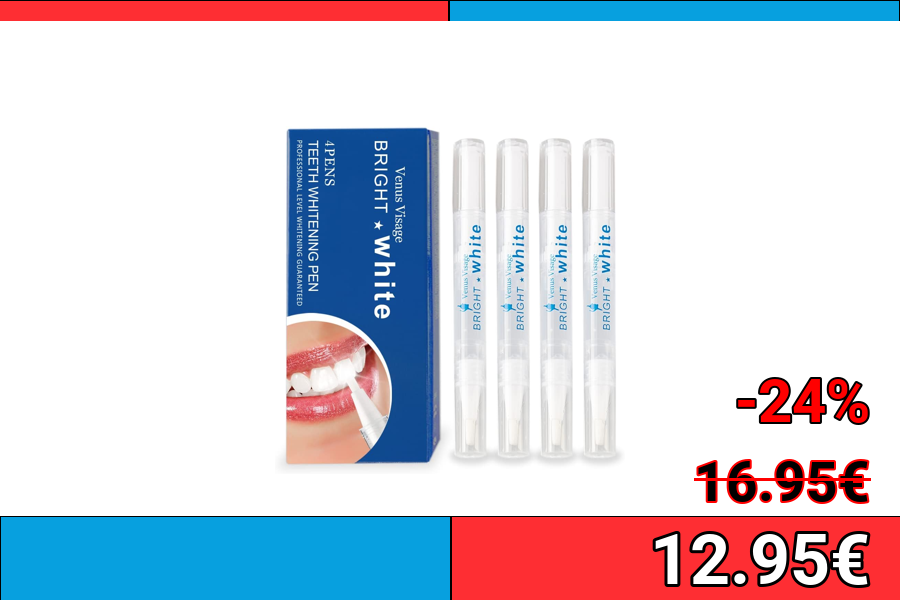 Venus Visage
BRIGHT ★ white
4PENS
TEETH WHITENING PEN
PROFESSIONAL LEVEL WHITENING GUARANTEED
BRIGHT ★ white
Venus Visage
BRIGHT ★ white
Venus Visage
BRIGHT ★ white
Venus Visage
BRIGHT ★ white
Venus Visage
-24%
16.95€
12.95€